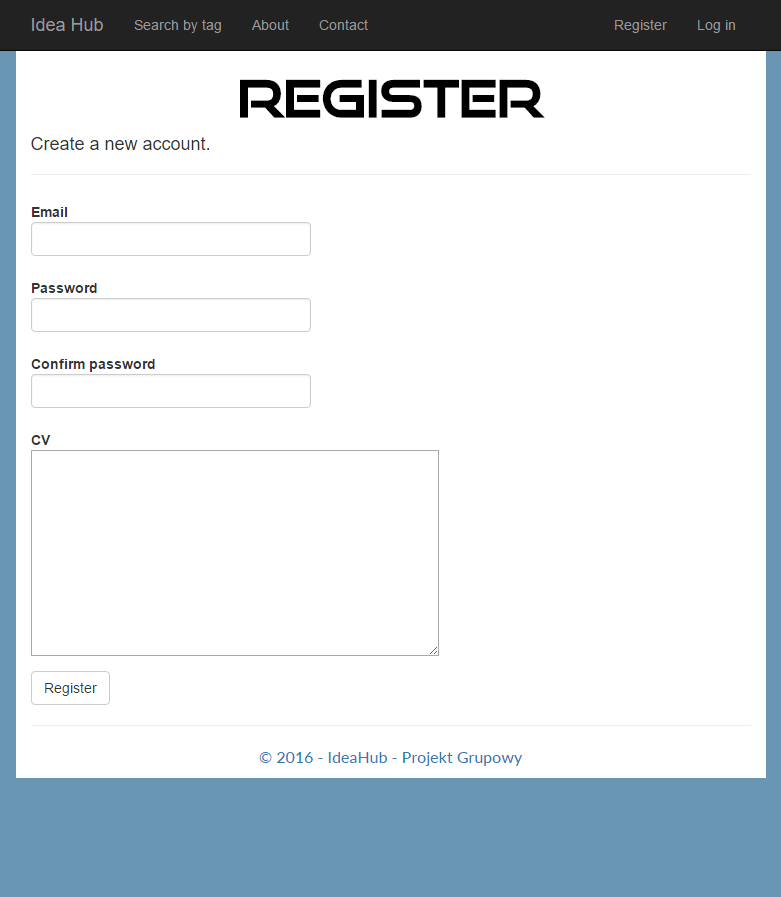 Idea Hub Search by tag About Contact Register Log in
REGISTER
Create a new account.
Email
Password
Confirm password
CV
Register
© 2016 - IdeaHub - Projekt Grupowy